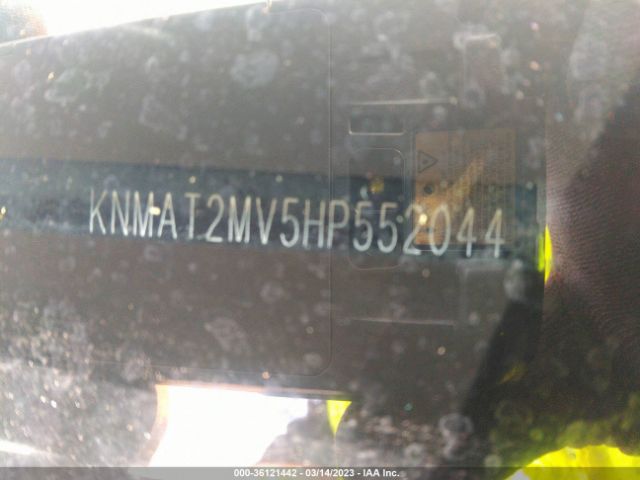 KNMAT2MV5HP552044
000-36121442 - 03/14/2023 - IAA Inc.